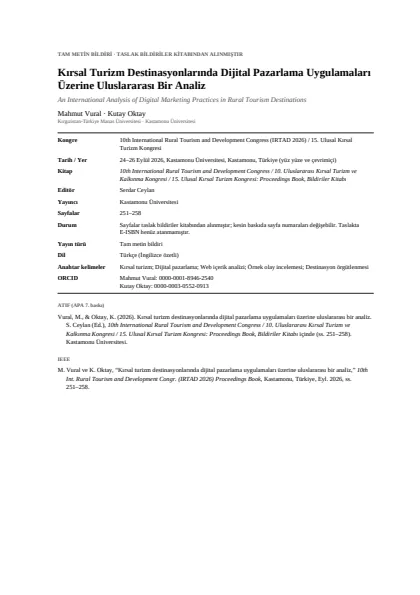 TAM METİN BİLDİRİ · TASLAK BİLDİRİLER KİTABINDAN ALINMIŞTIR
Kırsal Turizm Destinasyonlarında Dijital Pazarlama Uygulamaları
Üzerine Uluslararası Bir Analiz
An International Analysis of Digital Marketing Practices in Rural Tourism Destinations
Mahmut Vural · Kutay Oktay
Kırgızistan-Türkiye Manas Üniversitesi · Kastamonu Üniversitesi
Kongre 10th International Rural Tourism and Development Congress (IRTAD 2026) / 15. Ulusal Kırsal
Turizm Kongresi
Tarih / Yer 24–26 Eylül 2026, Kastamonu Üniversitesi, Kastamonu, Türkiye (yüz yüze ve çevrimiçi)
Kitap 10th International Rural Tourism and Development Congress / 10. Uluslararası Kırsal Turizm ve
Kalkınma Kongresi / 15. Ulusal Kırsal Turizm Kongresi: Proceedings Book, Bildiriler Kitabı
Editör Serdar Ceylan
Yayıncı Kastamonu Üniversitesi
Sayfalar 251–258
Durum Sayfalar taslak bildiriler kitabından alınmıştır; kesin baskıda sayfa numaraları değişebilir. Taslakta
E-ISBN henüz atanmamıştır.
Yayın türü Tam metin bildiri
Dil Türkçe (İngilizce özetli)
Anahtar kelimeler Kırsal turizm; Dijital pazarlama; Web içerik analizi; Örnek olay incelemesi; Destinasyon örgütlenmesi
ORCID Mahmut Vural: 0000-0001-8946-2540
Kutay Oktay: 0000-0003-0552-0913
ATIF (APA 7. baskı)
Vural, M., & Oktay, K. (2026). Kırsal turizm destinasyonlarında dijital pazarlama uygulamaları üzerine uluslararası bir analiz.
S. Ceylan (Ed.), 10th International Rural Tourism and Development Congress / 10. Uluslararası Kırsal Turizm ve
Kalkınma Kongresi / 15. Ulusal Kırsal Turizm Kongresi: Proceedings Book, Bildiriler Kitabı içinde (ss. 251–258).
Kastamonu Üniversitesi.
IEEE
M. Vural ve K. Oktay, “Kırsal turizm destinasyonlarında dijital pazarlama uygulamaları üzerine uluslararası bir analiz,” 10th
Int. Rural Tourism and Development Congr. (IRTAD 2026) Proceedings Book, Kastamonu, Türkiye, Eyl. 2026, ss.
251–258.